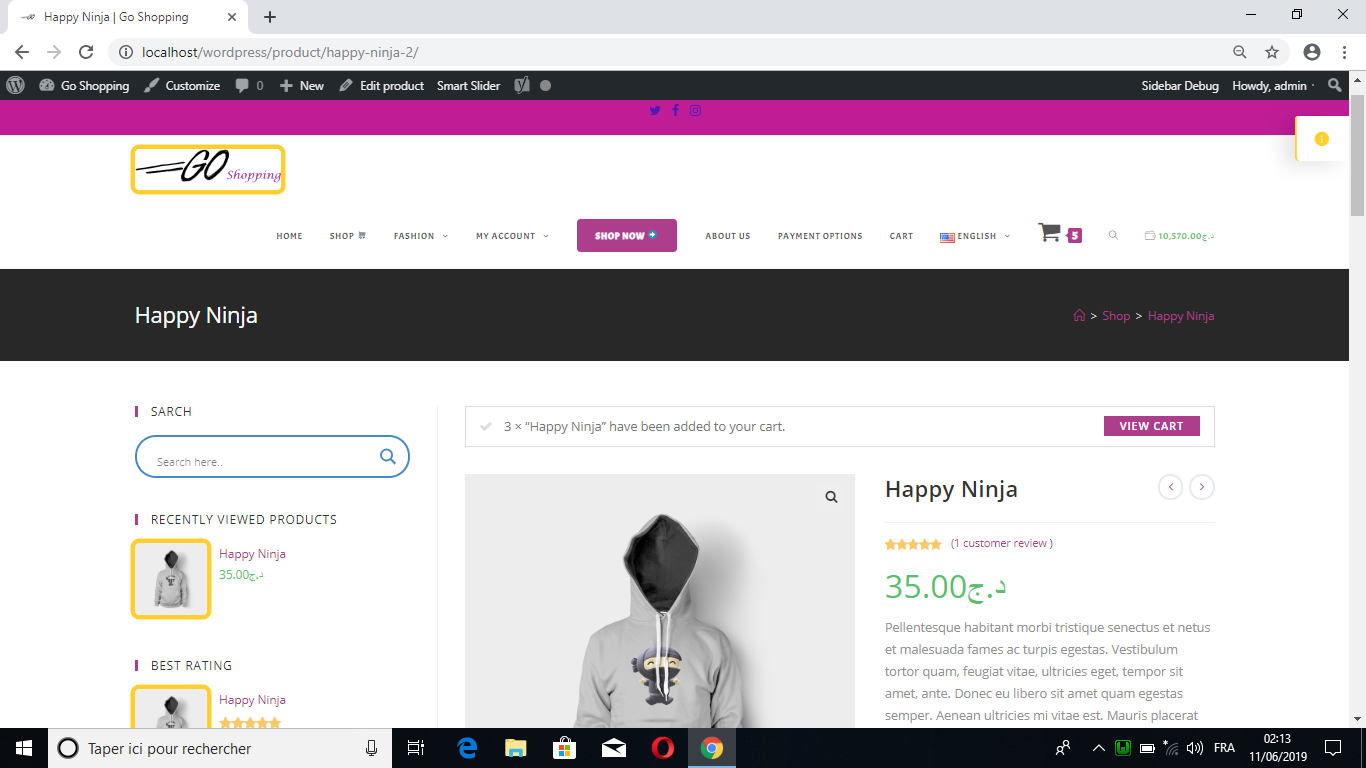 Happy Ninja | Go Shopping
localhost/wordpress/product/happy-ninja-2/
Go Shopping 0 New Customize Edit product Smart Slider Sidebar Debug Howdy, admin
GO Shopping
HOME SHOP FASHION MY ACCOUNT SHOP NOW ABOUT US PAYMENT OPTIONS CART ENGLISH 5 10,570.00د.ج
Happy Ninja
> Shop > Happy Ninja
SARCH
Search here..
3 × “Happy Ninja” have been added to your cart.
VIEW CART
RECENTLY VIEWED PRODUCTS
Happy Ninja
35.00د.ج
BEST RATING
Happy Ninja
Happy Ninja
(1 customer review )
35.00د.ج
Pellentesque habitant morbi tristique senectus et netus
et malesuada fames ac turpis egestas. Vestibulum
tortor quam, feugiat vitae, ultricies eget, tempor sit
amet, ante. Donec eu libero sit amet quam egestas
semper. Aenean ultricies mi vitae est. Mauris placerat
Taper ici pour rechercher
FRA
02:13
11/06/2019